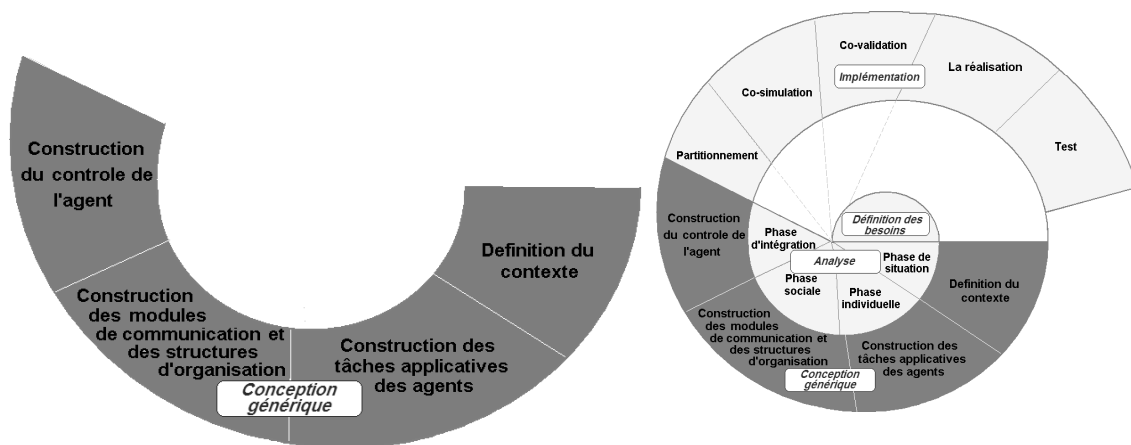 Construction
du controle de
l'agent
Construction
des modules
de communication et
des structures
d'organisation
Conception
générique
Construction des
tâches applicatives
des agents
Definition du
contexte
Co-validation
Implémentation
La réalisation
Co-simulation
Test
Partitionnement
Définition des
besoins
Construction
du controle de
l'agent
Phase
d'intégration
Analyse
Phase de
situation
Phase
sociale
Phase
individuelle
Definition du
contexte
Construction
des modules
de communication et
des structures
d'organisation
Conception
générique
Construction des
tâches applicatives
des agents